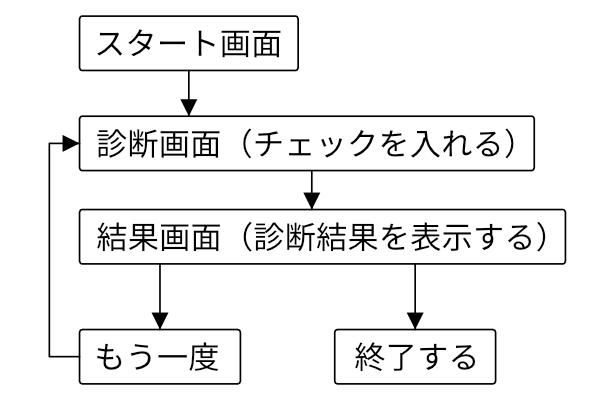 スタート画面
診断画面（チェックを入れる）
結果画面（診断結果を表示する）
もう一度
終了する